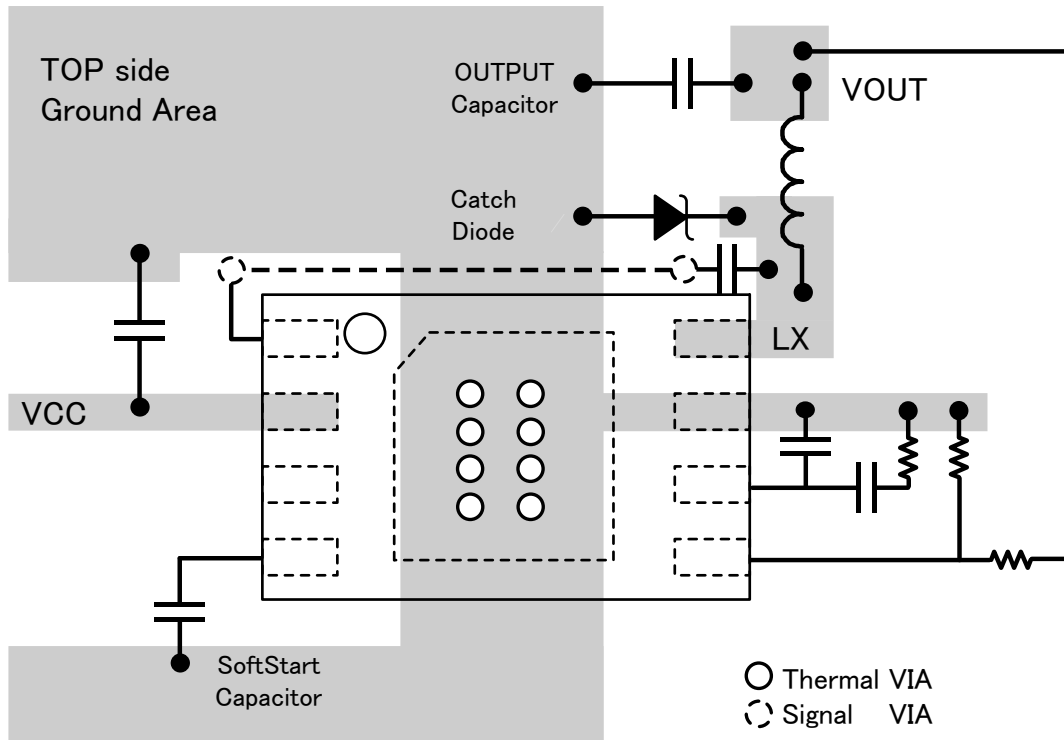 TOP side
Ground Area
OUTPUT
Capacitor
VOUT
Catch
Diode
LX
VCC
SoftStart
Capacitor
Thermal VIA
Signal VIA